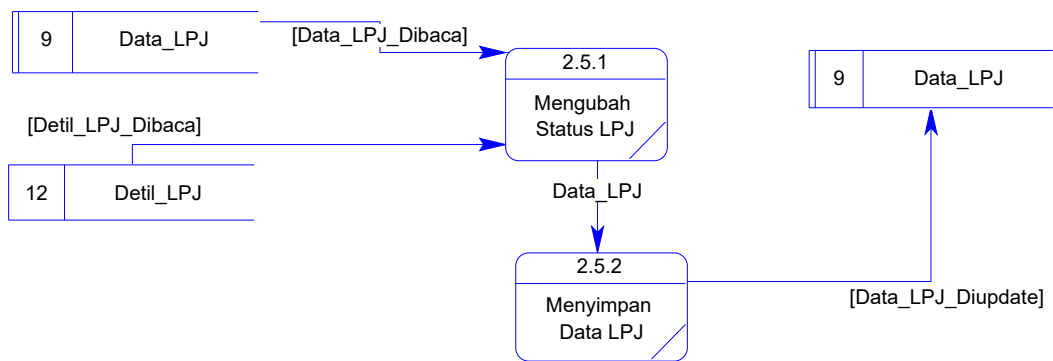 9 Data_LPJ
[Data_LPJ_Dibaca]
2.5.1
Mengubah
Status LPJ
9 Data_LPJ
[Detil_LPJ_Dibaca]
12 Detil_LPJ
Data_LPJ
2.5.2
Menyimpan
Data LPJ
[Data_LPJ_Diupdate]